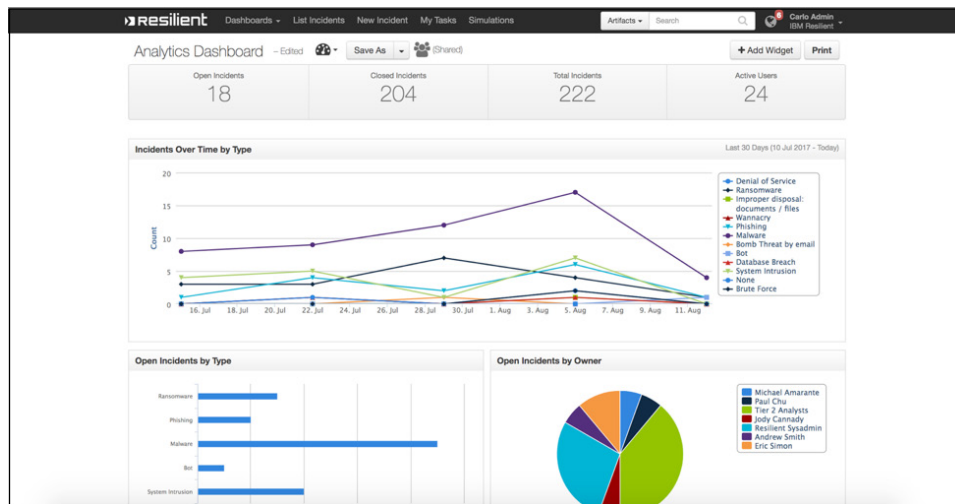 Resilient Dashboards List Incidents New Incident My Tasks Simulations Artifacts Search Carlo Admin
IBM Resilient
Analytics Dashboard – Edited Save As (Shared) + Add Widget Print
Open Incidents Closed Incidents Total Incidents Active Users
18 204 222 24
Incidents Over Time by Type Last 30 Days (10 Jul 2017 - Today)
20
15
10
5
0
Count
16. Jul 18. Jul 20. Jul 22. Jul 24. Jul 26. Jul 28. Jul 30. Jul 1. Aug 3. Aug 5. Aug 7. Aug 9. Aug 11. Aug
Denial of Service
Ransomware
Improper disposal:
documents / files
Wannacry
Phishing
Malware
Bomb Threat by email
Bot
Database Breach
System Intrusion
None
Brute Force
Open Incidents by Type
Ransomware
Phishing
Malware
Bot
System Intrusion
Open Incidents by Owner
Michael Amarante
Paul Chu
Tier 2 Analysts
Jody Cannady
Resilient Sysadmin
Andrew Smith
Eric Simon